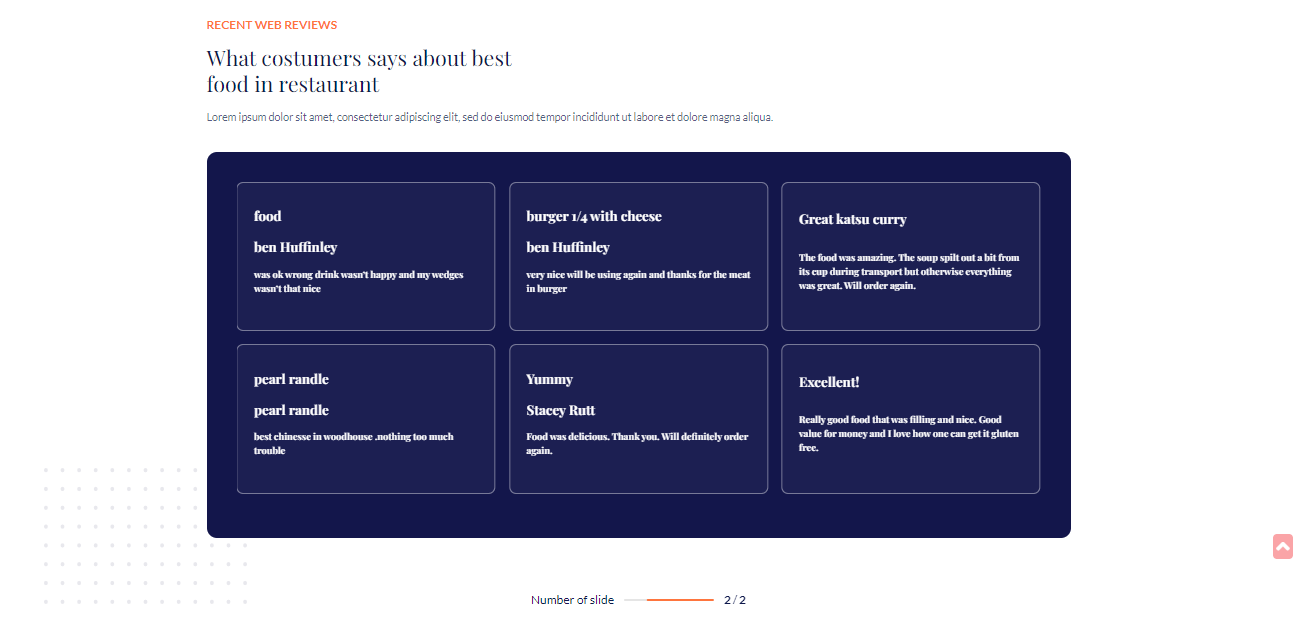 RECENT WEB REVIEWS
What costumers says about best
food in restaurant
Lorem ipsum dolor sit amet, consectetur adipiscing elit, sed do eiusmod tempor incididunt ut labore et dolore magna aliqua.
food
ben Huffinley
was ok wrong drink wasn't happy and my wedges
wasn't that nice
burger 1/4 with cheese
ben Huffinley
very nice will be using again and thanks for the meat
in burger
Great katsu curry
The food was amazing. The soup spilt out a bit from
its cup during transport but otherwise everything
was great. Will order again.
pearl randle
pearl randle
best chinesse in woodhouse .nothing too much
trouble
Yummy
Stacey Rutt
Food was delicious. Thank you. Will definitely order
again.
Excellent!
Really good food that was filling and nice. Good
value for money and I love how one can get it gluten
free.
Number of slide 2 / 2